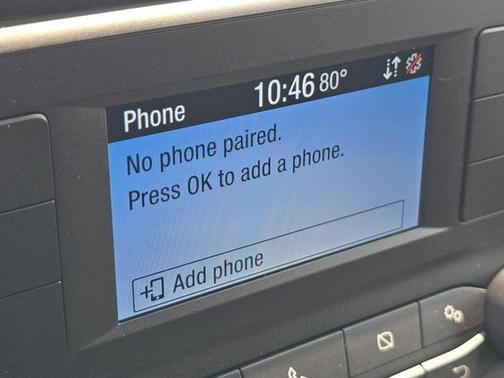 Phone 10:46 80°
No phone paired.
Press OK to add a phone.
Add phone